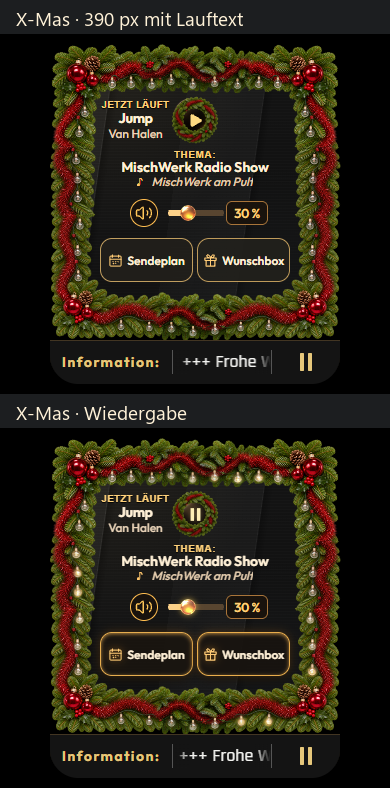 X-Mas · 390 px mit Lauftext
JETZT LÄUFT
Jump
Van Halen
THEMA:
MischWerk Radio Show
♪ MischWerk am Pult
30 %
Sendeplan
Wunschbox
Information:
+++ Frohe W
X-Mas · Wiedergabe
JETZT LÄUFT
Jump
Van Halen
THEMA:
MischWerk Radio Show
♪ MischWerk am Pult
30 %
Sendeplan
Wunschbox
Information:
+++ Frohe W